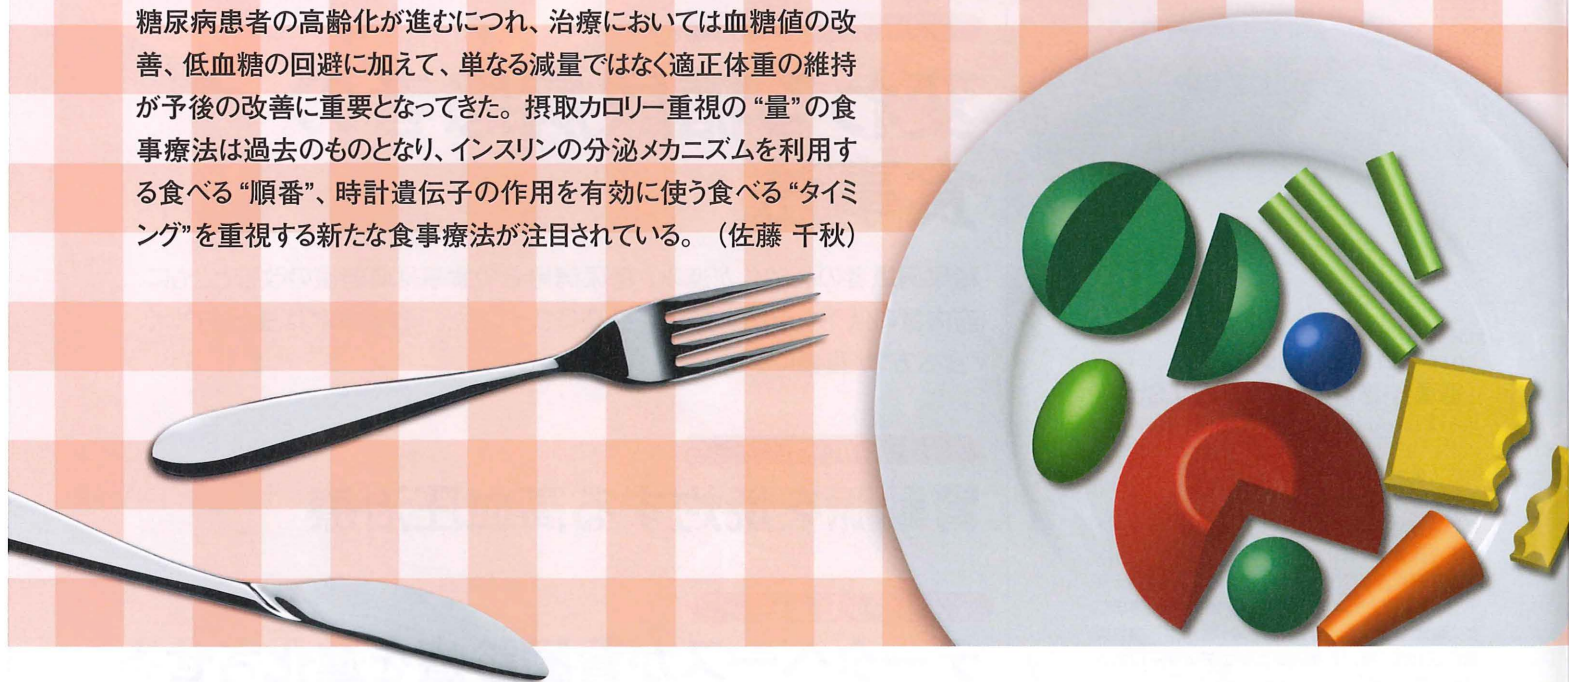 糖尿病患者の高齢化が進むにつれ、治療においては血糖値の改
善、低血糖の回避に加えて、単なる減量ではなく適正体重の維持
が予後の改善に重要となってきた。摂取カロリー重視の“量”の食
事療法は過去のものとなり、インスリンの分泌メカニズムを利用す
る食べる“順番”、時計遺伝子の作用を有効に使う食べる“タイミ
ング”を重視する新たな食事療法が注目されている。（佐藤 千秋）